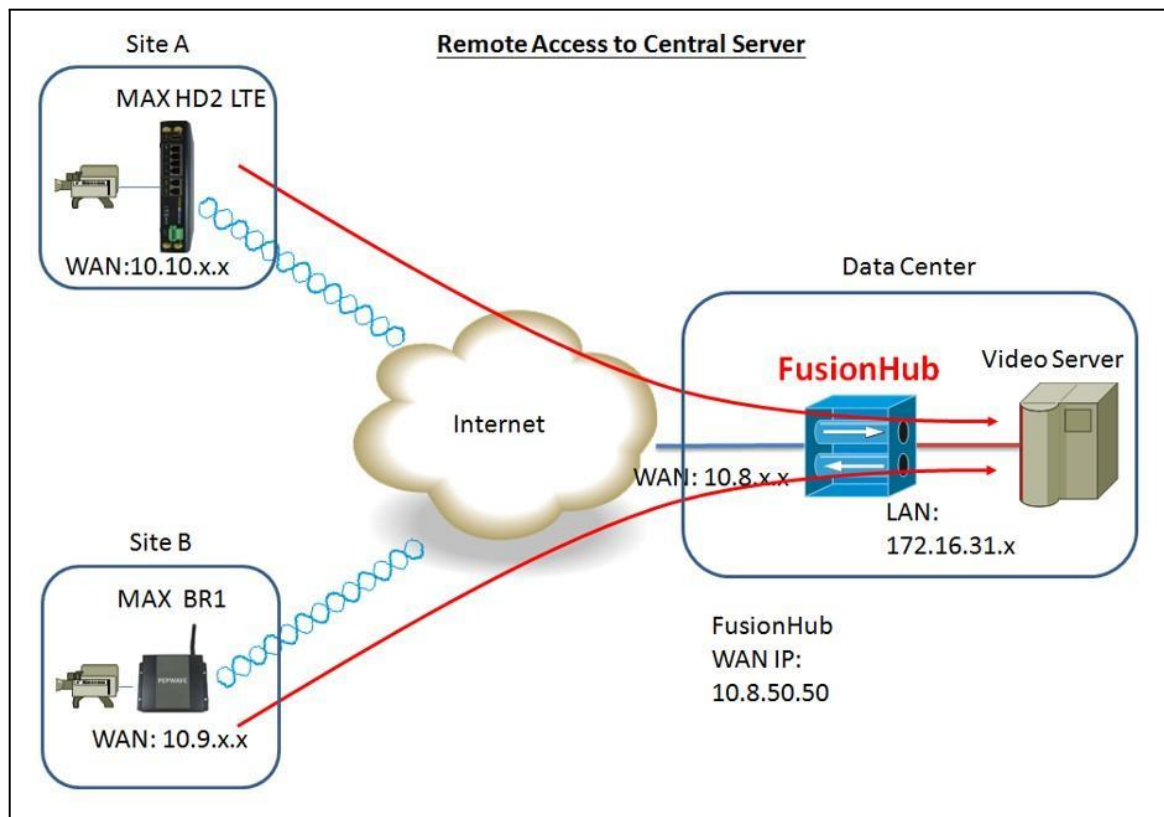 Remote Access to Central Server
Site A
MAX HD2 LTE
WAN:10.10.x.x
Internet
Data Center
FusionHub
Video Server
WAN: 10.8.x.x
LAN:
172.16.31.x
Site B
MAX BR1
PEPWAVE
WAN: 10.9.x.x
FusionHub
WAN IP:
10.8.50.50